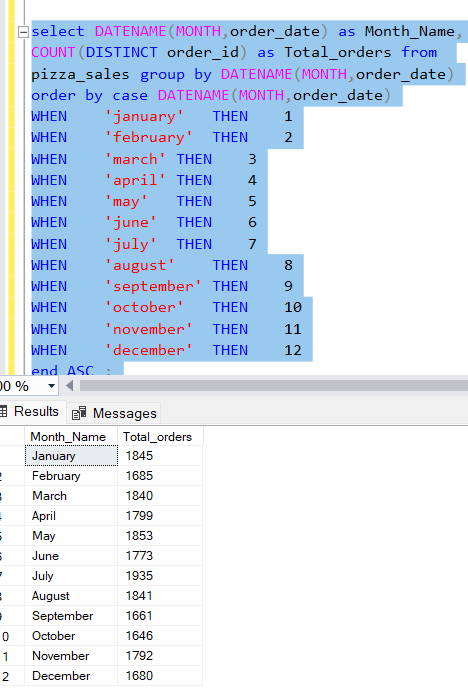 select DATENAME(MONTH,order_date) as Month_Name,
COUNT(DISTINCT order_id) as Total_orders from
pizza_sales group by DATENAME(MONTH,order_date)
order by case DATENAME(MONTH,order_date)
WHEN 'january' THEN 1
WHEN 'february' THEN 2
WHEN 'march' THEN 3
WHEN 'april' THEN 4
WHEN 'may' THEN 5
WHEN 'june' THEN 6
WHEN 'july' THEN 7
WHEN 'august' THEN 8
WHEN 'september' THEN 9
WHEN 'october' THEN 10
WHEN 'november' THEN 11
WHEN 'december' THEN 12
end ASC ;
00 %
Results Messages
Month_Name Total_orders
January 1845
2 February 1685
3 March 1840
4 April 1799
5 May 1853
6 June 1773
7 July 1935
8 August 1841
9 September 1661
0 October 1646
1 November 1792
2 December 1680